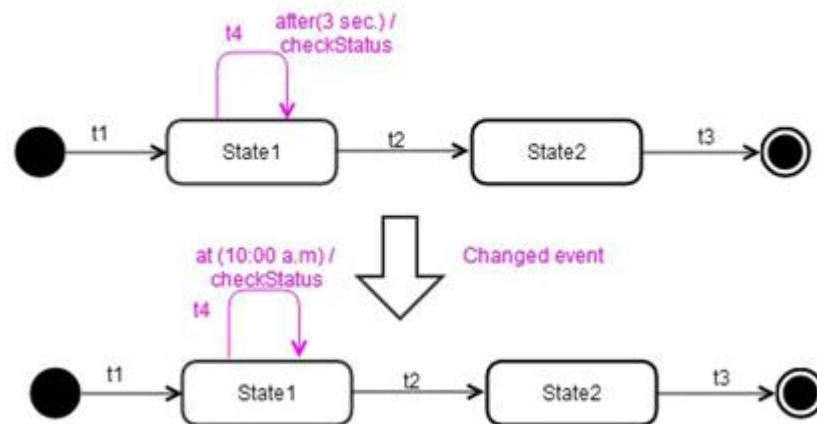 after(3 sec.) /
t4
checkStatus
t1
State1
t2
State2
t3
at (10:00 a.m) /
checkStatus
Changed event
t4
t1
State1
t2
State2
t3